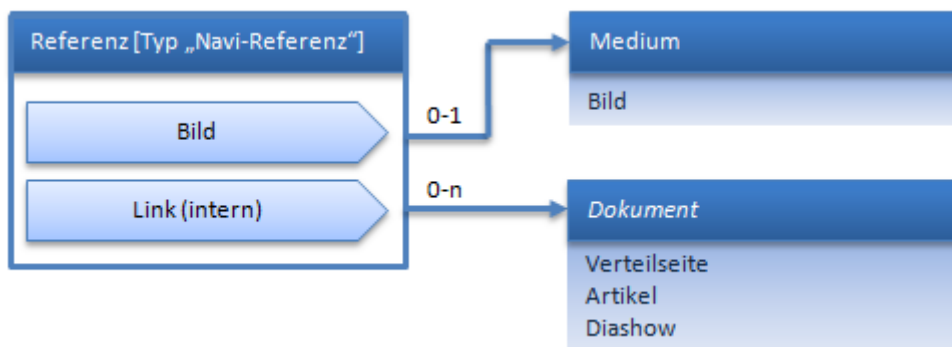 Referenz [Typ „Navi-Referenz“]
Bild
Link (intern)
0-1
0-n
Medium
Bild
Dokument
Verteilseite
Artikel
Diashow